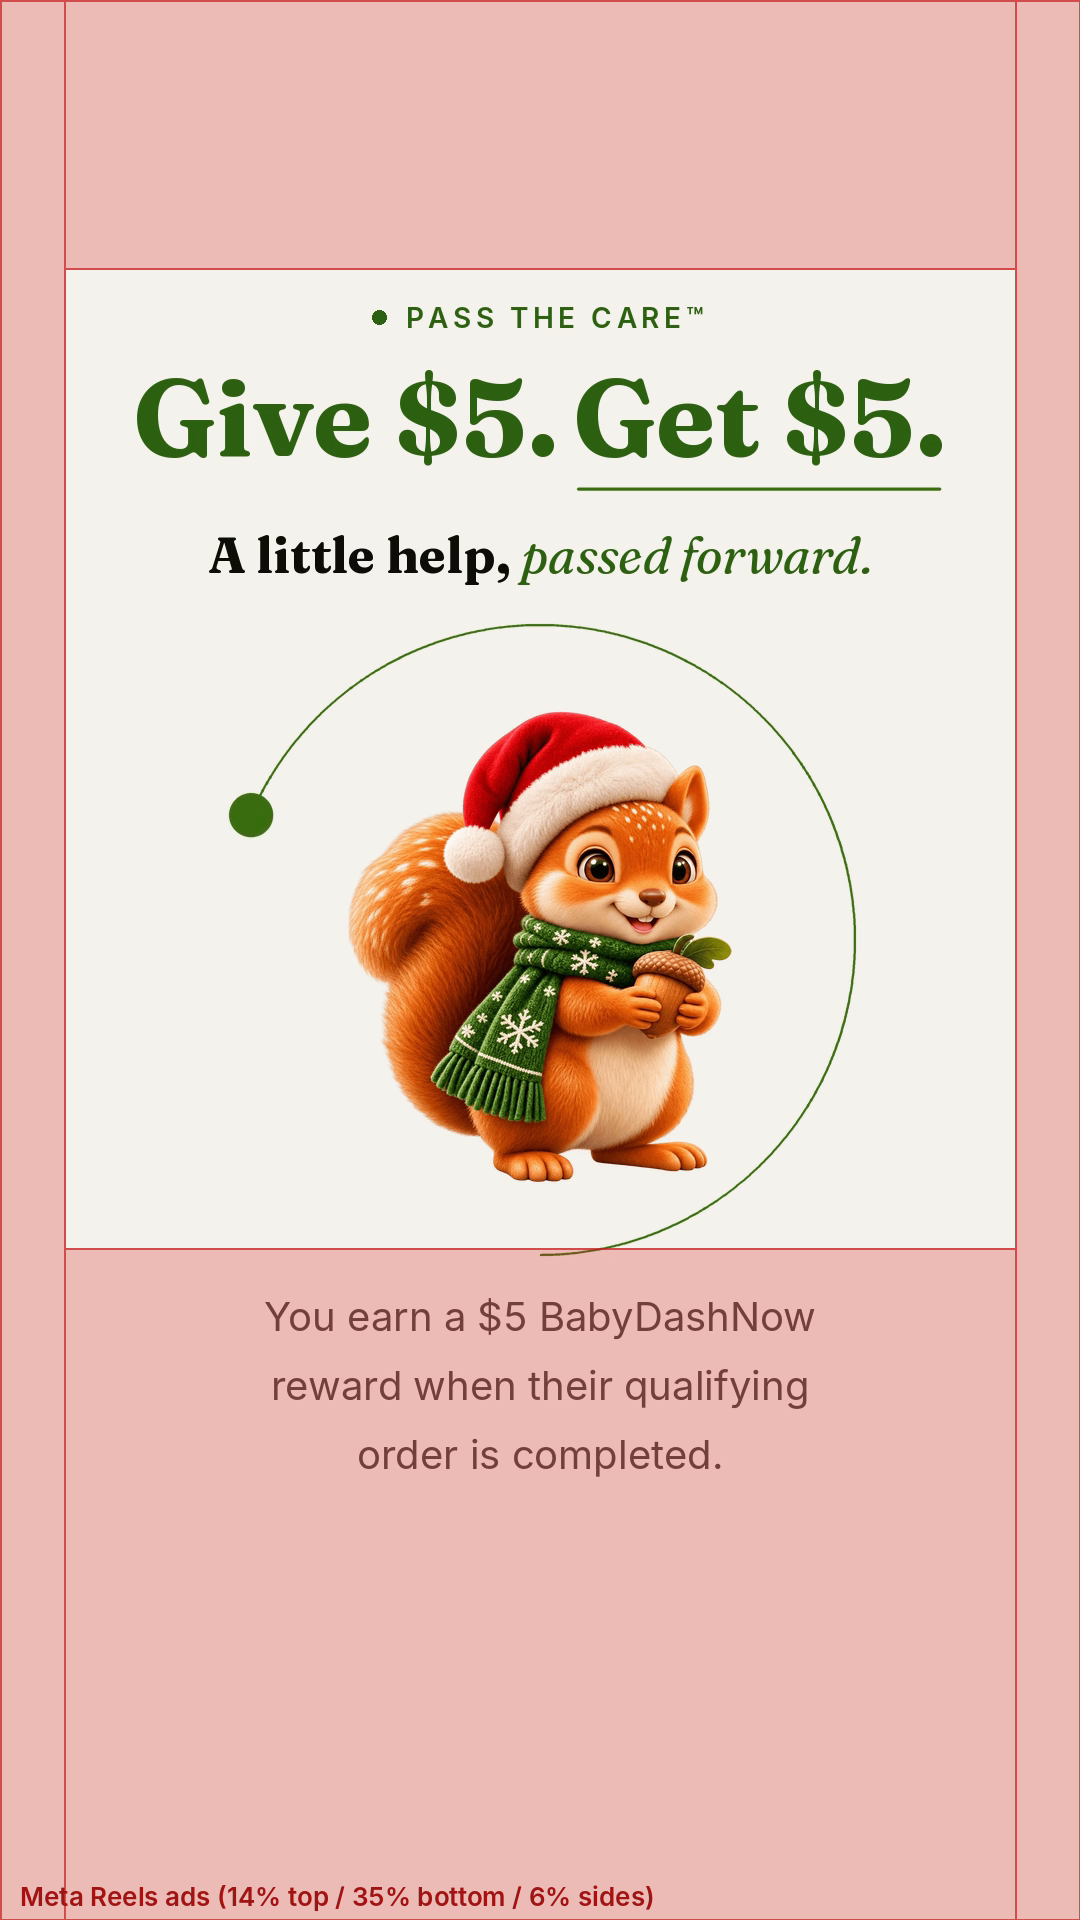 PASS THE CARE™
Give $5. Get $5.
A little help, passed forward.
You earn a $5 BabyDashNow
reward when their qualifying
order is completed.
Meta Reels ads (14% top / 35% bottom / 6% sides)